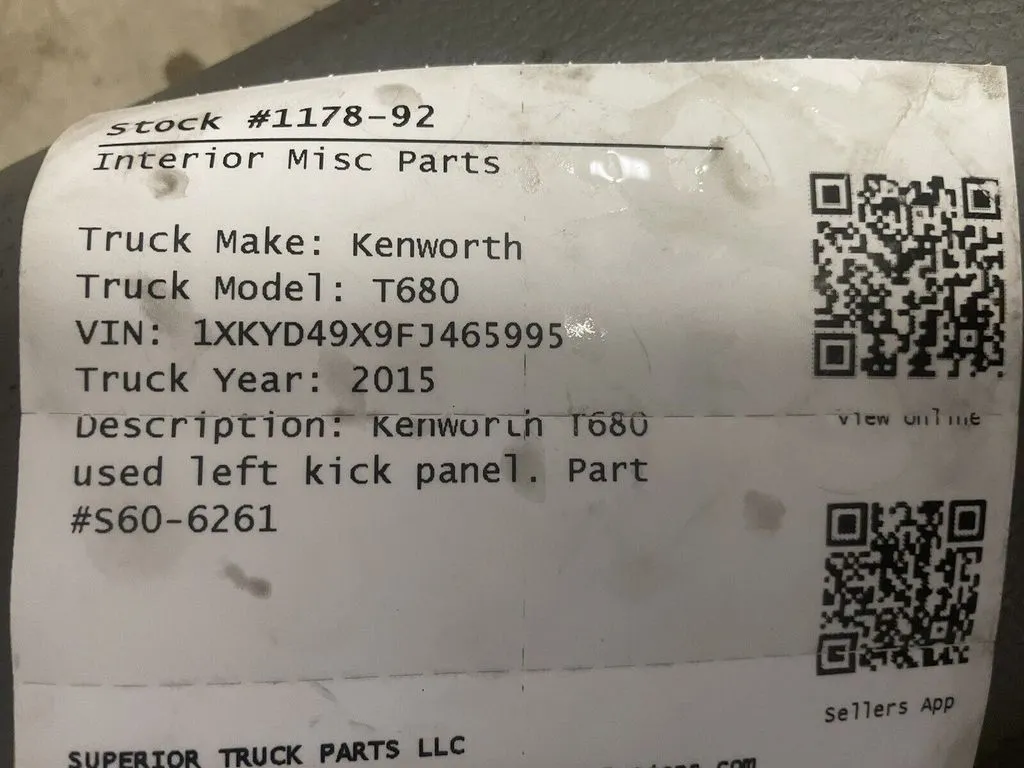 Stock #1178-92
Interior Misc Parts
Truck Make: Kenworth
Truck Model: T680
VIN: 1XKYD49X9FJ465995
Truck Year: 2015
Description: Kenworth T680
used left kick panel. Part
#S60-6261
View Online
Sellers App
SUPERIOR TRUCK PARTS LLC